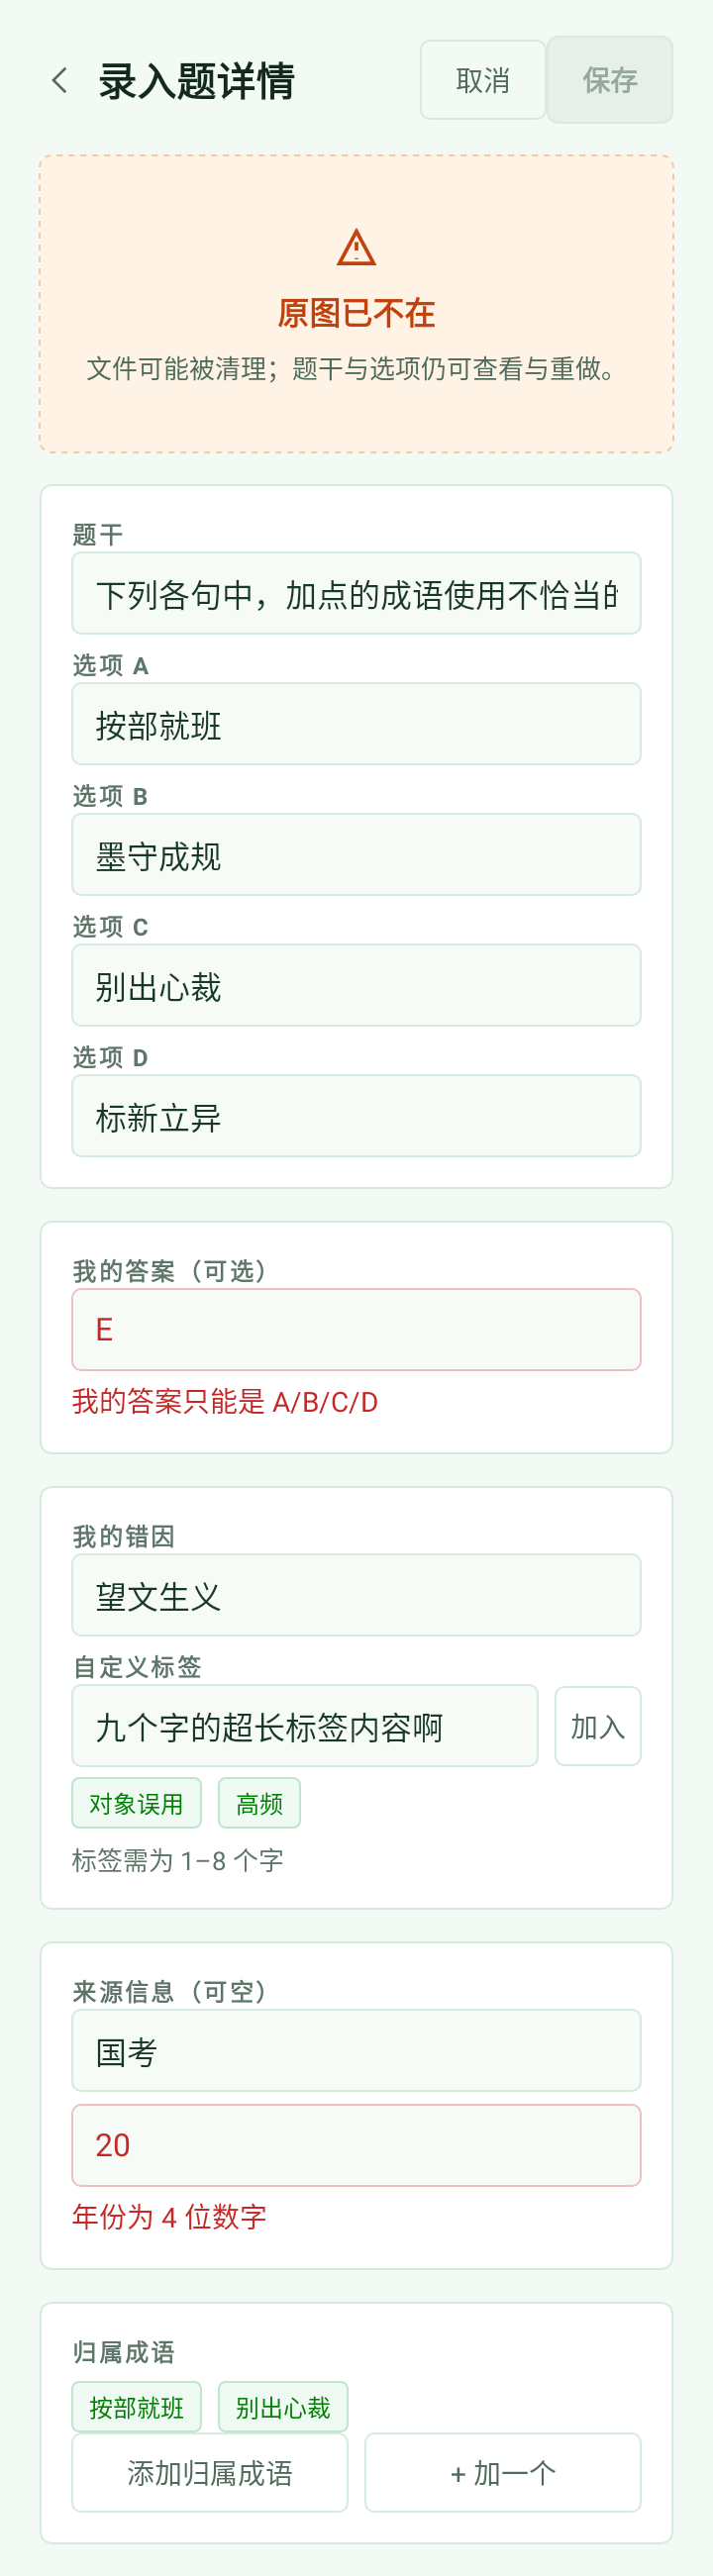 录入题详情
取消
保存
原图已不在
文件可能被清理；题干与选项仍可查看与重做。
题干
下列各句中，加点的成语使用不恰当的
选项 A
按部就班
选项 B
墨守成规
选项 C
别出心裁
选项 D
标新立异
我的答案（可选）
E
我的答案只能是 A/B/C/D
我的错因
望文生义
自定义标签
九个字的超长标签内容啊
加入
对象误用
高频
标签需为 1–8 个字
来源信息（可空）
国考
20
年份为 4 位数字
归属成语
按部就班
别出心裁
添加归属成语
+ 加一个